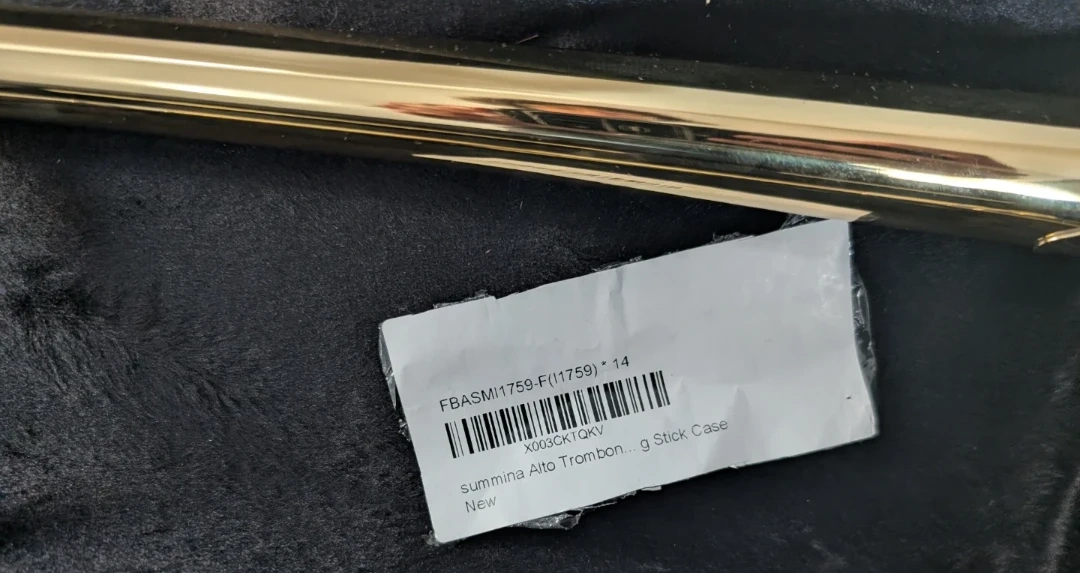 FBASMI1759-F(I1759) * 14
X003CKTQKV
summina Alto Trombon... g Stick Case
New